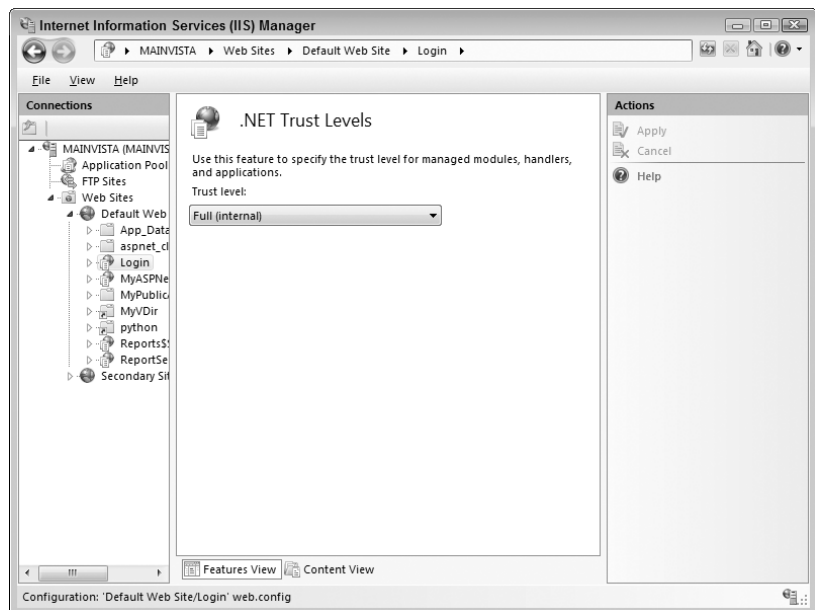 Internet Information Services (IIS) Manager
MAINVISTA ▸ Web Sites ▸ Default Web Site ▸ Login ▸
File View Help
Connections
MAINVISTA (MAINVIS
Application Pool
FTP Sites
Web Sites
Default Web
App_Data
aspnet_cl
Login
MyASPNe
MyPublic
MyVDir
python
Reports$
ReportSe
Secondary Sit
.NET Trust Levels
Use this feature to specify the trust level for managed modules, handlers,
and applications.
Trust level:
Full (internal)
Features View Content View
Actions
Apply
Cancel
Help
Configuration: 'Default Web Site/Login' web.config